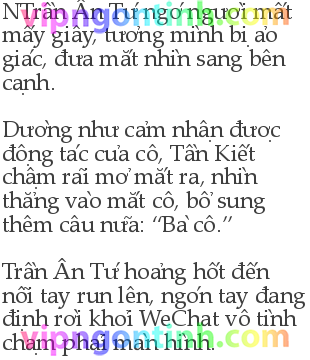 vipngontinh.com
NTrần Ân Tứ ngớ người mất
mấy giây, tưởng mình bị ảo
giác, đưa mắt nhìn sang bên
cạnh.
Dường như cảm nhận được
động tác của cô, Tần Kiết
chậm rãi mở mắt ra, nhìn
thẳng vào mắt cô, bổ sung
thêm câu nữa: “Bà cô.”
Trần Ân Tứ hoảng hốt đến
nỗi tay run lên, ngón tay đang
định rời khỏi WeChat vô tình
chạm phải màn hình.
vipngontinh.com